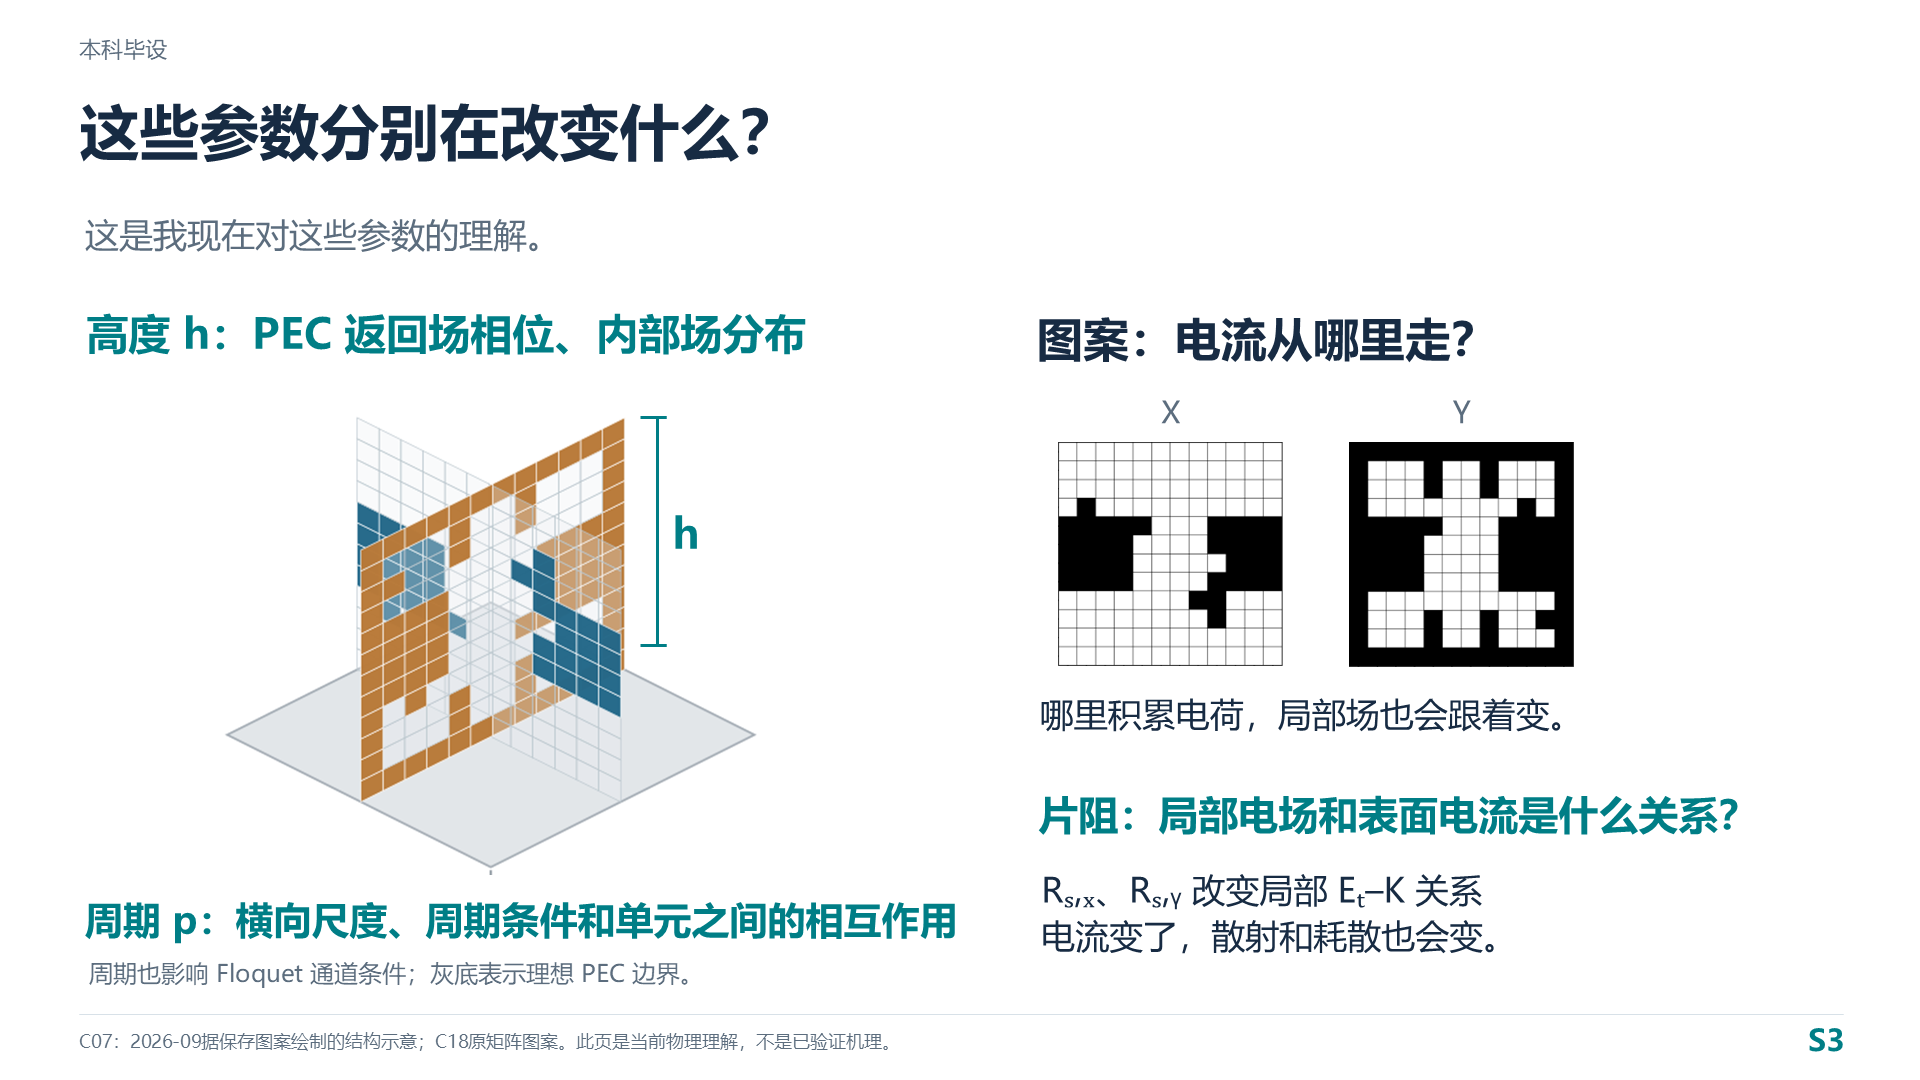 本科毕设
这些参数分别在改变什么？
这是我现在对这些参数的理解。
高度 h：PEC 返回场相位、内部场分布
h
周期 p：横向尺度、周期条件和单元之间的相互作用
周期也影响 Floquet 通道条件；灰底表示理想 PEC 边界。
图案：电流从哪里走？
X
Y
哪里积累电荷，局部场也会跟着变。
片阻：局部电场和表面电流是什么关系？
Rₛ,ₓ、Rₛ,ᵧ 改变局部 Eₜ–K 关系
电流变了，散射和耗散也会变。
C07：2026-09据保存图案绘制的结构示意；C18原矩阵图案。此页是当前物理理解，不是已验证机理。
S3